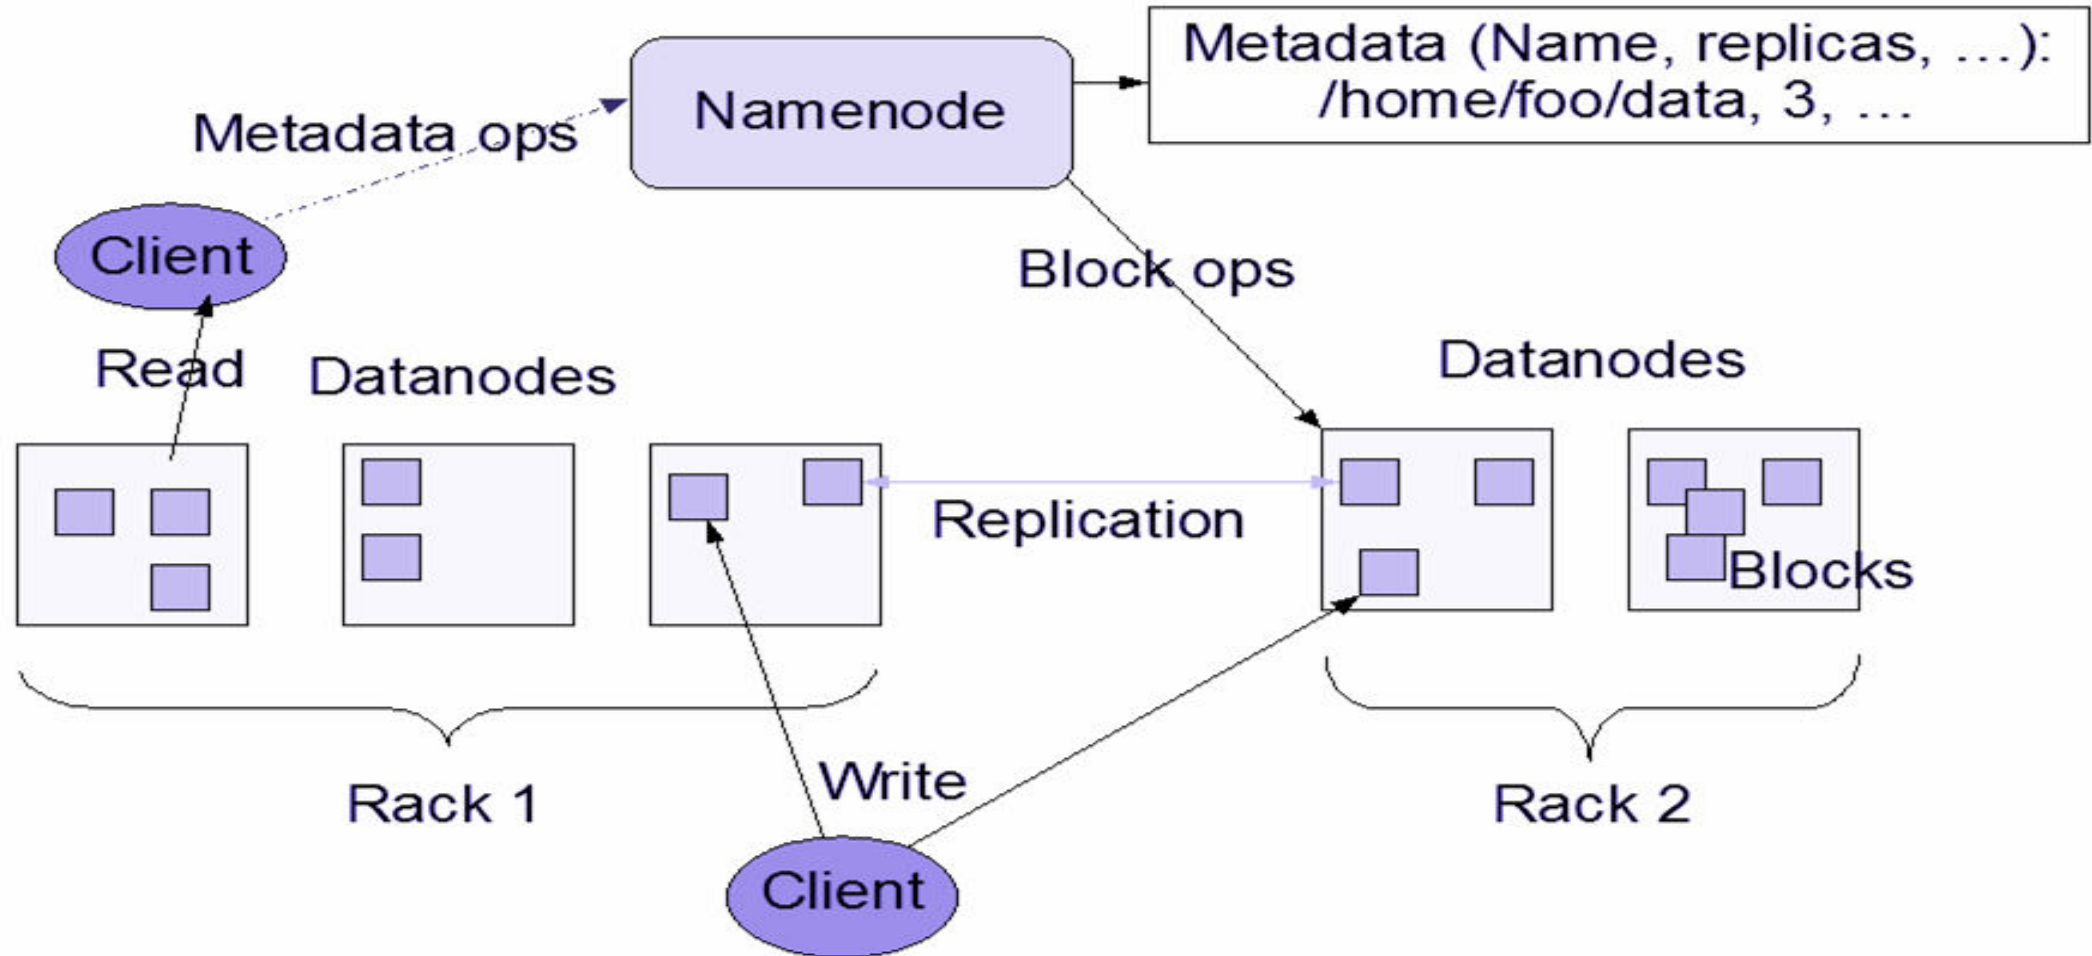 Metadata (Name, replicas, ...):
/home/foo/data, 3, ...
Namenode
Metadata ops
Client
Block ops
Read
Datanodes
Datanodes
Replication
Blocks
Rack 1
Write
Rack 2
Client